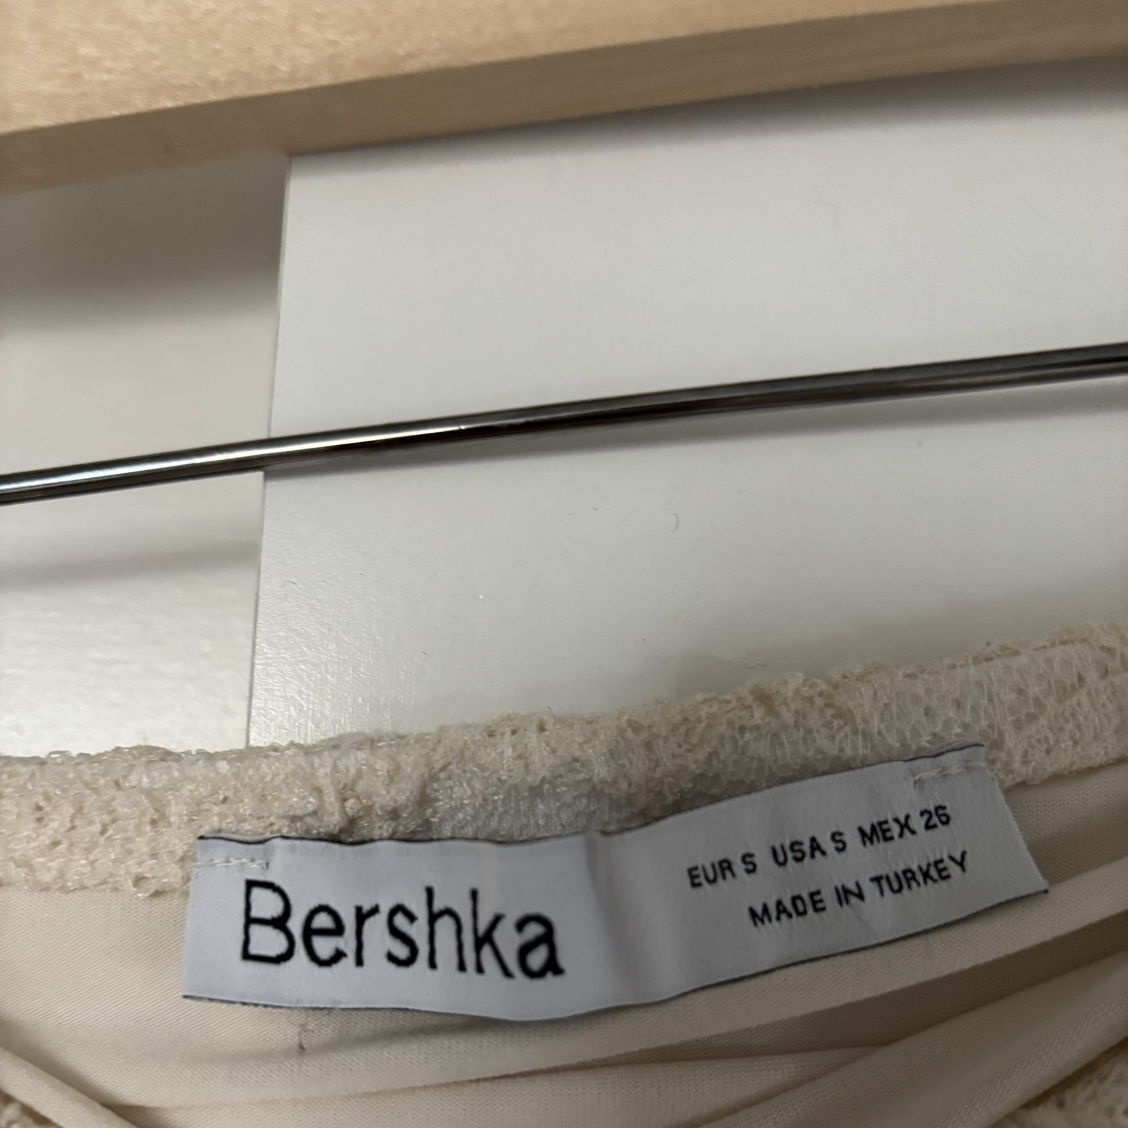 Bershka
EUR S USA S MEX 26
MADE IN TURKEY